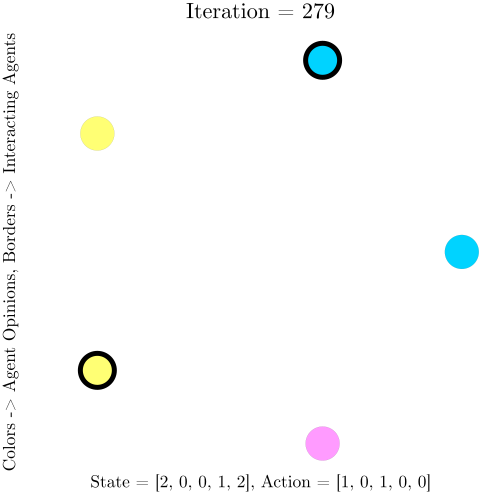 Iteration = 279
Colors -> Agent Opinions, Borders -> Interacting Agents
State = [2, 0, 0, 1, 2], Action = [1, 0, 1, 0, 0]